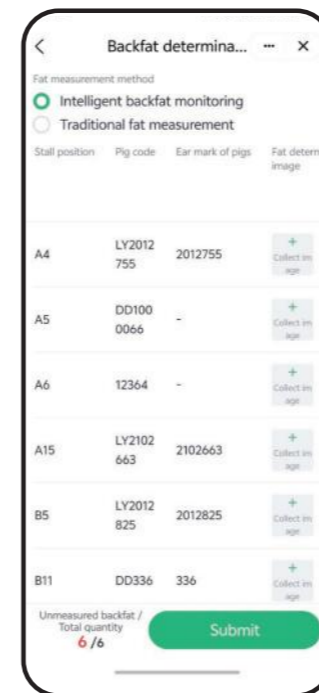 Backfat determina...
Fat measurement method
Intelligent backfat monitoring
Traditional fat measurement
Stall position Pig code Ear mark of pigs Fat determ
image
A4 LY2012
755 2012755 + Collect im
age
A5 DD100
0066 - + Collect im
age
A6 12364 - + Collect im
age
A15 LY2102
663 2102663 + Collect im
age
B5 LY2012
825 2012825 + Collect im
age
B11 DD336 336 + Collect im
age
Unmeasured backfat /
Total quantity
6 /6
Submit